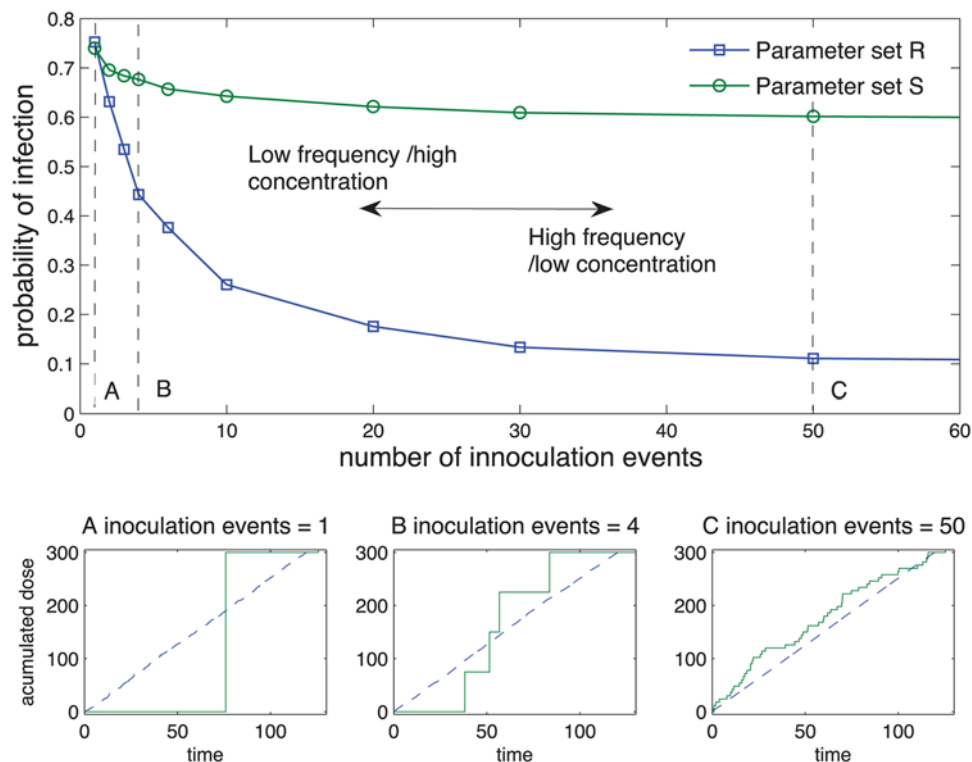 0.8
0.7
0.6
0.5
0.4
0.3
0.2
0.1
0
probability of infection
Parameter set R
Parameter set S
Low frequency /high
concentration
High frequency
/low concentration
A
B
C
0 10 20 30 40 50 60
number of innoculation events
A inoculation events = 1
300
200
100
0
acumulated dose
0 50 100
time
B inoculation events = 4
300
200
100
0
0 50 100
time
C inoculation events = 50
300
200
100
0
0 50 100
time